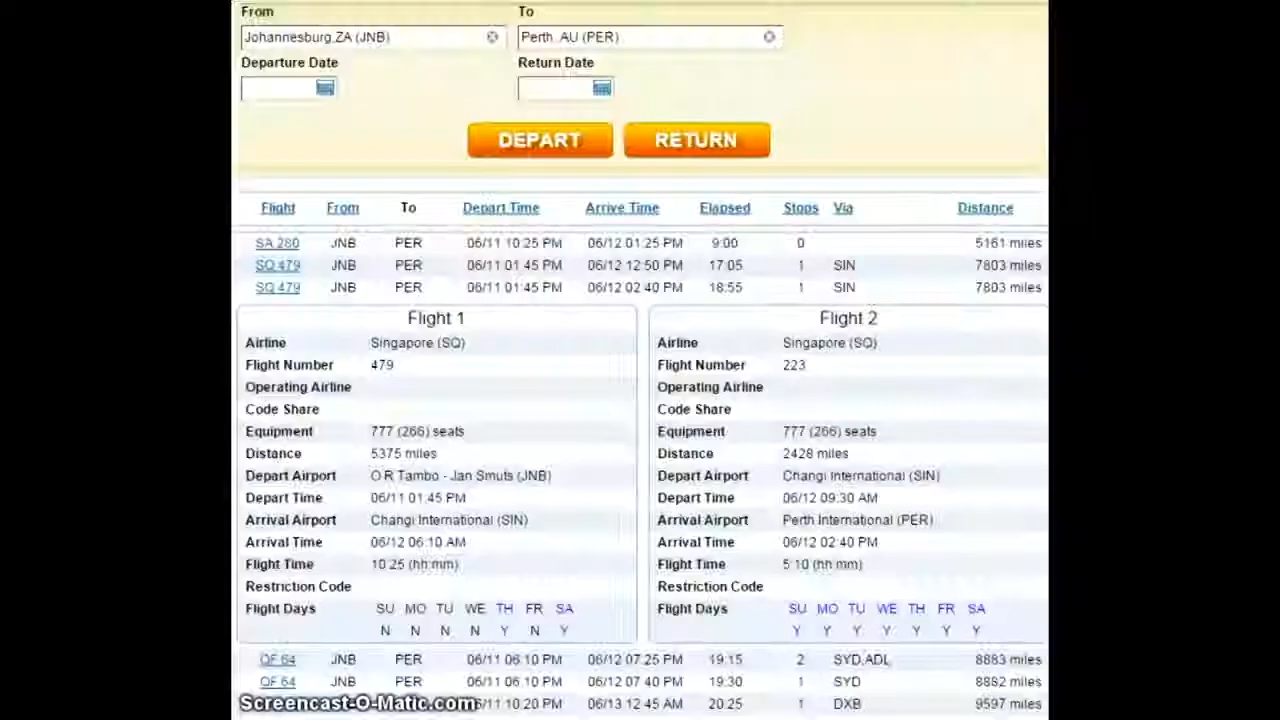 From To
Johannesburg,ZA (JNB) Perth, AU (PER)
Departure Date Return Date
DEPART RETURN
Flight From To Depart Time Arrive Time Elapsed Stops Via Distance
SA 280 JNB PER 06/11 10:25 PM 06/12 01:25 PM 9:00 0 5161 miles
SQ 479 JNB PER 06/11 01:45 PM 06/12 12:50 PM 17:05 1 SIN 7803 miles
SQ 479 JNB PER 06/11 01:45 PM 06/12 02:40 PM 18:55 1 SIN 7803 miles
Flight 1 Flight 2
Airline Singapore (SQ) Airline Singapore (SQ)
Flight Number 479 Flight Number 223
Operating Airline Operating Airline
Code Share Code Share
Equipment 777 (266) seats Equipment 777 (266) seats
Distance 5375 miles Distance 2428 miles
Depart Airport O R Tambo - Jan Smuts (JNB) Depart Airport Changi International (SIN)
Depart Time 06/11 01:45 PM Depart Time 06/12 09:30 AM
Arrival Airport Changi International (SIN) Arrival Airport Perth International (PER)
Arrival Time 06/12 06:10 AM Arrival Time 06/12 02:40 PM
Flight Time 10:25 (hh:mm) Flight Time 5:10 (hh:mm)
Restriction Code Restriction Code
Flight Days SU MO TU WE TH FR SA Flight Days SU MO TU WE TH FR SA
N N N N Y N Y Y Y Y Y Y Y Y
QF 64 JNB PER 06/11 06:10 PM 06/12 07:25 PM 19:15 2 SYD,ADL 8883 miles
QF 64 JNB PER 06/11 06:10 PM 06/12 07:40 PM 19:30 1 SYD 8882 miles
Screencast-O-Matic.com 6/11 10:20 PM 06/13 12:45 AM 20:25 1 DXB 9597 miles